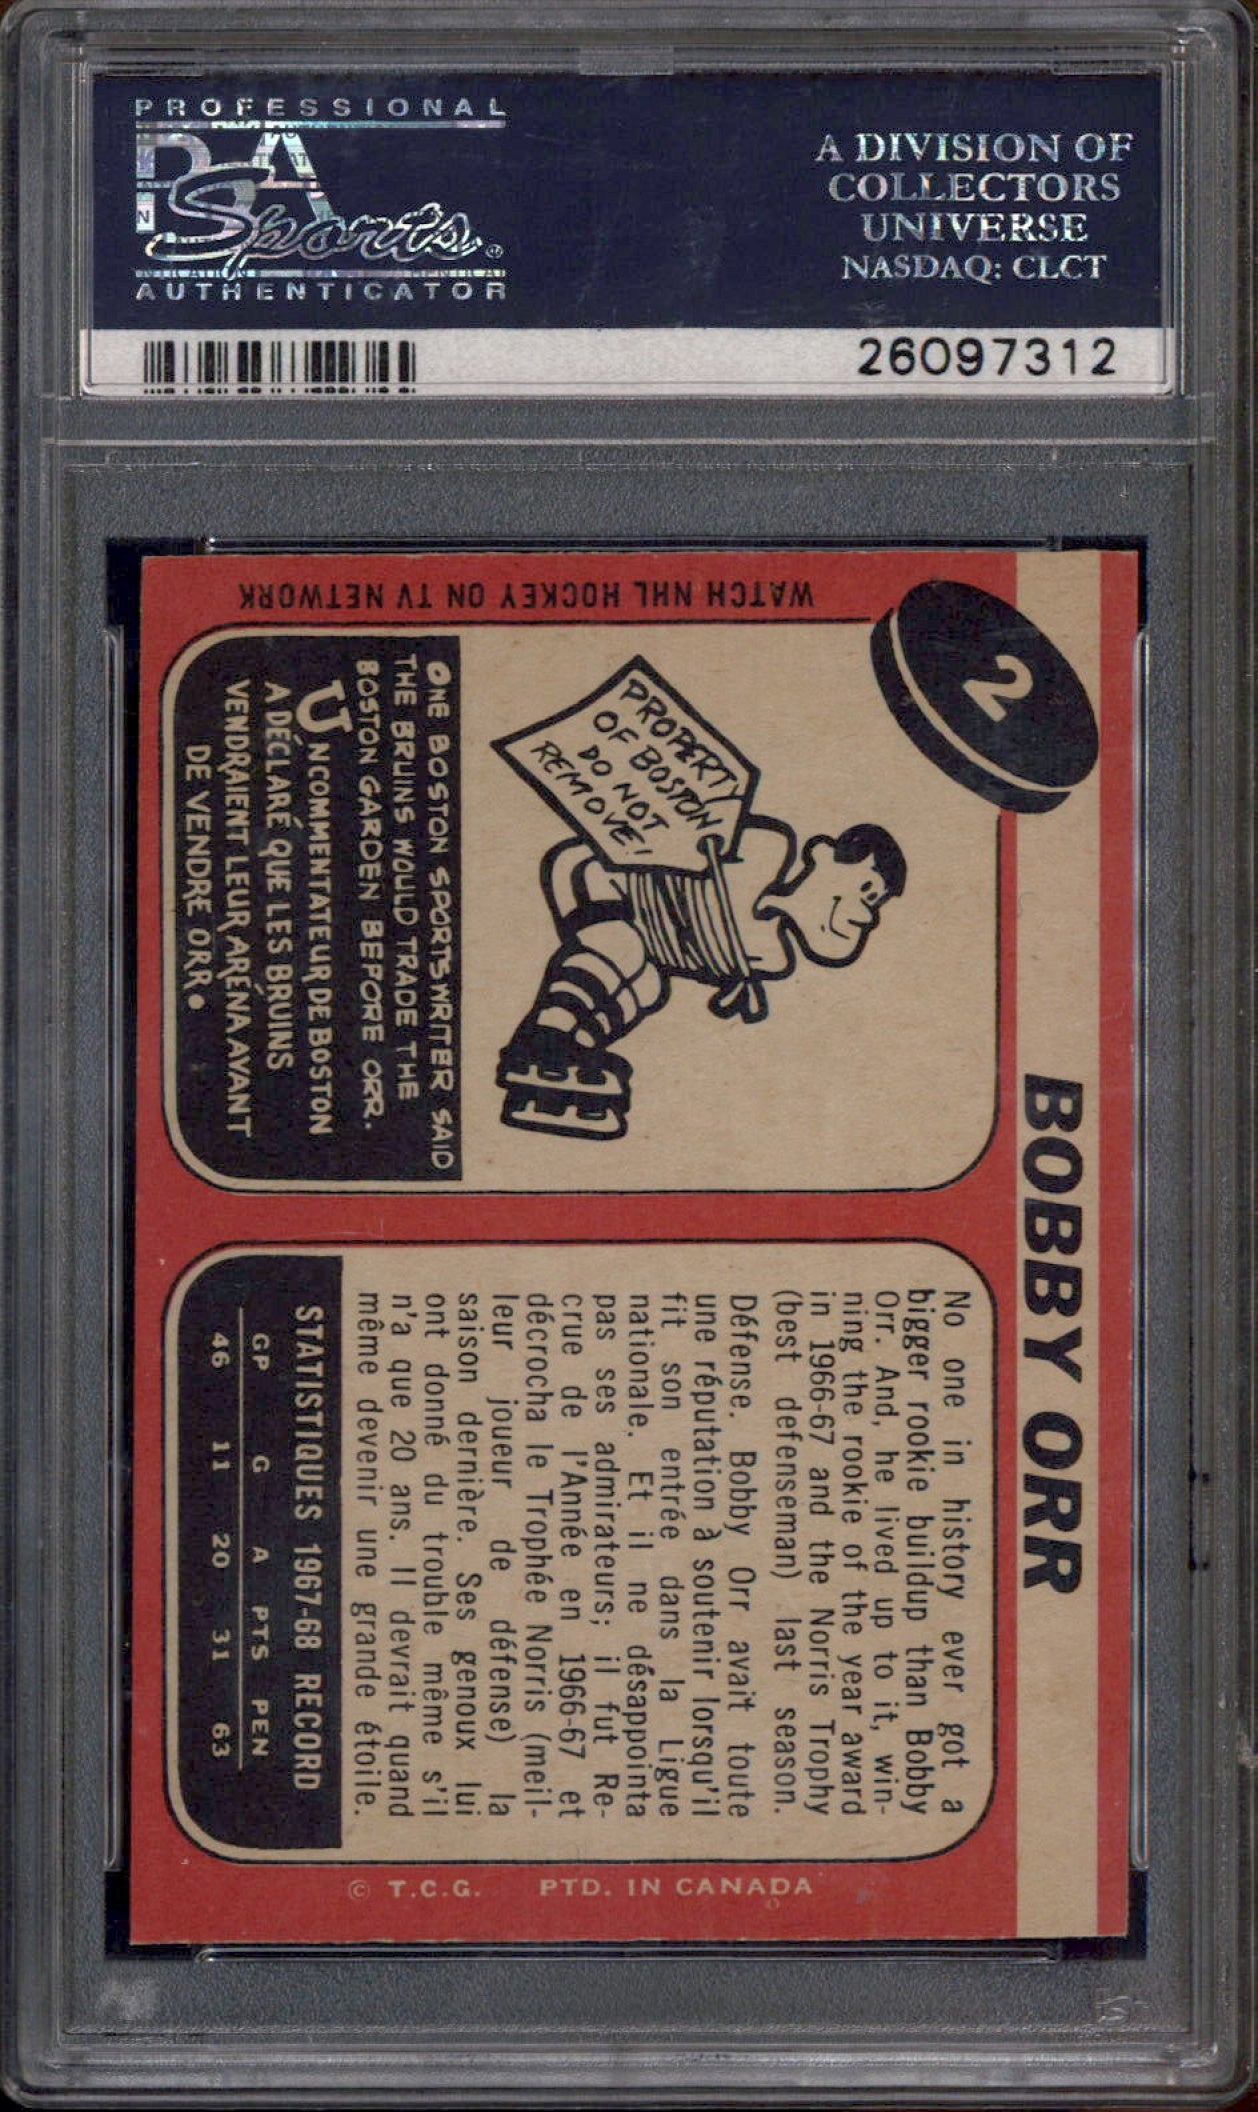 PROFESSIONAL
PSA
Sports
AUTHENTICATOR
A DIVISION OF
COLLECTORS
UNIVERSE
NASDAQ: CLCT
26097312
WATCH NHL HOCKEY ON TV NETWORK
2
BOBBY ORR
PROPERTY
OF BOSTON
DO NOT
REMOVE!
ONE BOSTON SPORTSWRITER SAID
THE BRUINS WOULD TRADE THE
BOSTON GARDEN BEFORE ORR.
UN COMMENTATEUR DE BOSTON
A DÉCLARÉ QUE LES BRUINS
VENDRAIENT LEUR ARÉNA AVANT
DE VENDRE ORR.
No one in history ever got a
bigger rookie buildup than Bobby
Orr. And, he lived up to it, win-
ning the rookie of the year award
in 1966-67 and the Norris Trophy
(best defenseman) last season.
Défense. Bobby Orr avait toute
une réputation à soutenir lorsqu'il
fit son entrée dans la Ligue
nationale. Et il ne désappointa
pas ses admirateurs; il fut Re-
crue de l'Année en 1966-67 et
décrocha le Trophée Norris (meil-
leur joueur de défense) la
saison dernière. Ses genoux lui
ont donné du trouble même s'il
n'a que 20 ans. Il devrait quand
même devenir une grande étoile.
STATISTIQUES 1967-68 RECORD
GP G A PTS PEN
46 11 20 31 63
© T.C.G. PTD. IN CANADA